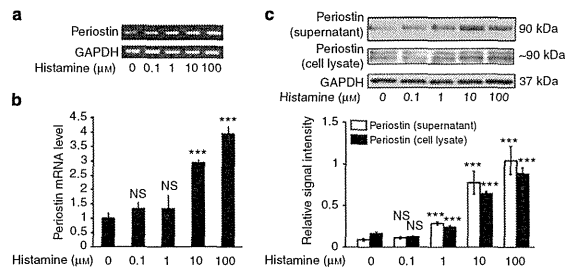 a
Periostin
GAPDH
Histamine (μM) 0 0.1 1 10 100
b
Periostin mRNA level
4.5
4
3.5
3
2.5
2
1.5
1
0.5
0
NS NS *** ***
0 0.1 1 10 100
Histamine (μM)
c
Periostin (supernatant) 90 kDa
Periostin (cell lysate) ~90 kDa
GAPDH 37 kDa
Histamine (μM) 0 0.1 1 10 100
Relative signal intensity
1.5
1
0.5
0
Periostin (supernatant)
Periostin (cell lysate)
NS NS *** *** *** *** *** ***
0 0.1 1 10 100
Histamine (μM)